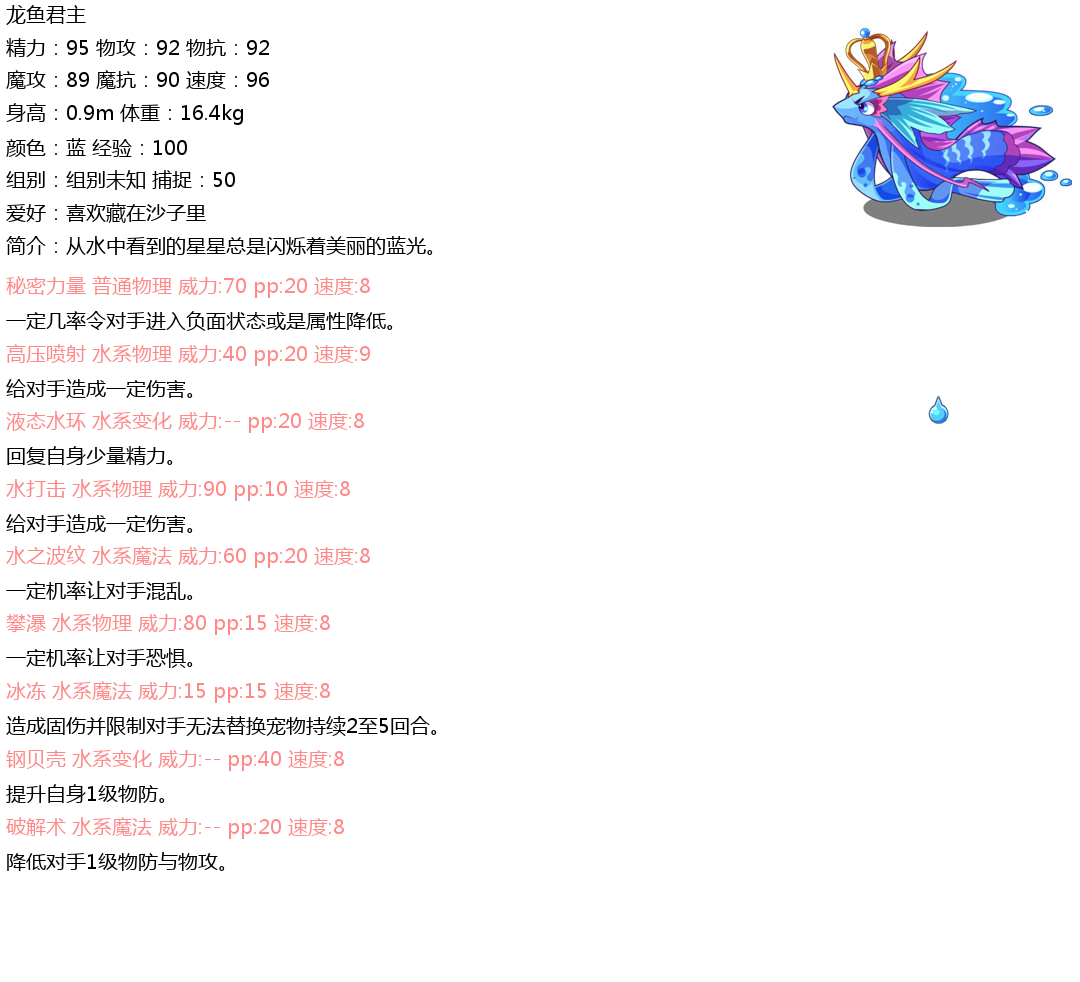 龙鱼君主
精力：95 物攻：92 物抗：92
魔攻：89 魔抗：90 速度：96
身高：0.9m 体重：16.4kg
颜色：蓝 经验：100
组别：组别未知 捕捉：50
爱好：喜欢藏在沙子里
简介：从水中看到的星星总是闪烁着美丽的蓝光。
秘密力量 普通物理 威力:70 pp:20 速度:8
一定几率令对手进入负面状态或是属性降低。
高压喷射 水系物理 威力:40 pp:20 速度:9
给对手造成一定伤害。
液态水环 水系变化 威力:-- pp:20 速度:8
回复自身少量精力。
水打击 水系物理 威力:90 pp:10 速度:8
给对手造成一定伤害。
水之波纹 水系魔法 威力:60 pp:20 速度:8
一定机率让对手混乱。
攀瀑 水系物理 威力:80 pp:15 速度:8
一定机率让对手恐惧。
冰冻 水系魔法 威力:15 pp:15 速度:8
造成固伤并限制对手无法替换宠物持续2至5回合。
钢贝壳 水系变化 威力:-- pp:40 速度:8
提升自身1级物防。
破解术 水系魔法 威力:-- pp:20 速度:8
降低对手1级物防与物攻。